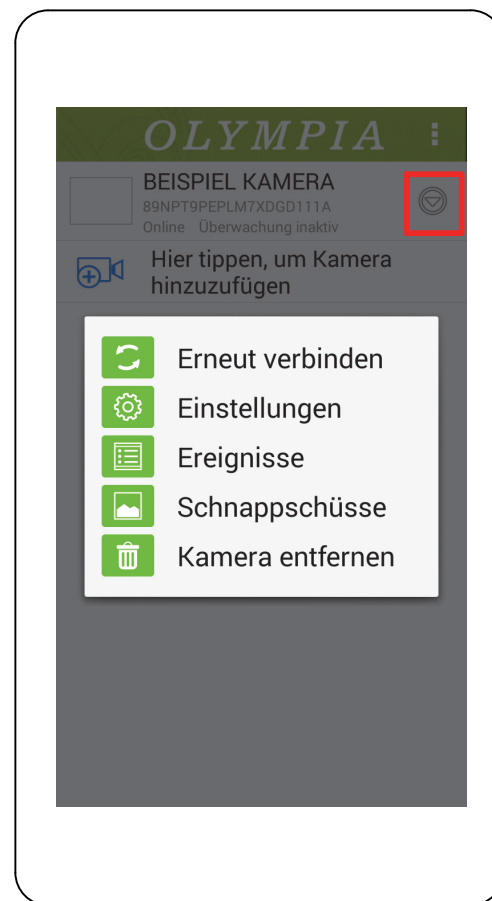 OLYMPIA
BEISPIEL KAMERA
89NPT9PEPLM7XDGD111A
Online Überwachung inaktiv
Hier tippen, um Kamera
hinzuzufügen
Erneut verbinden
Einstellungen
Ereignisse
Schnappschüsse
Kamera entfernen